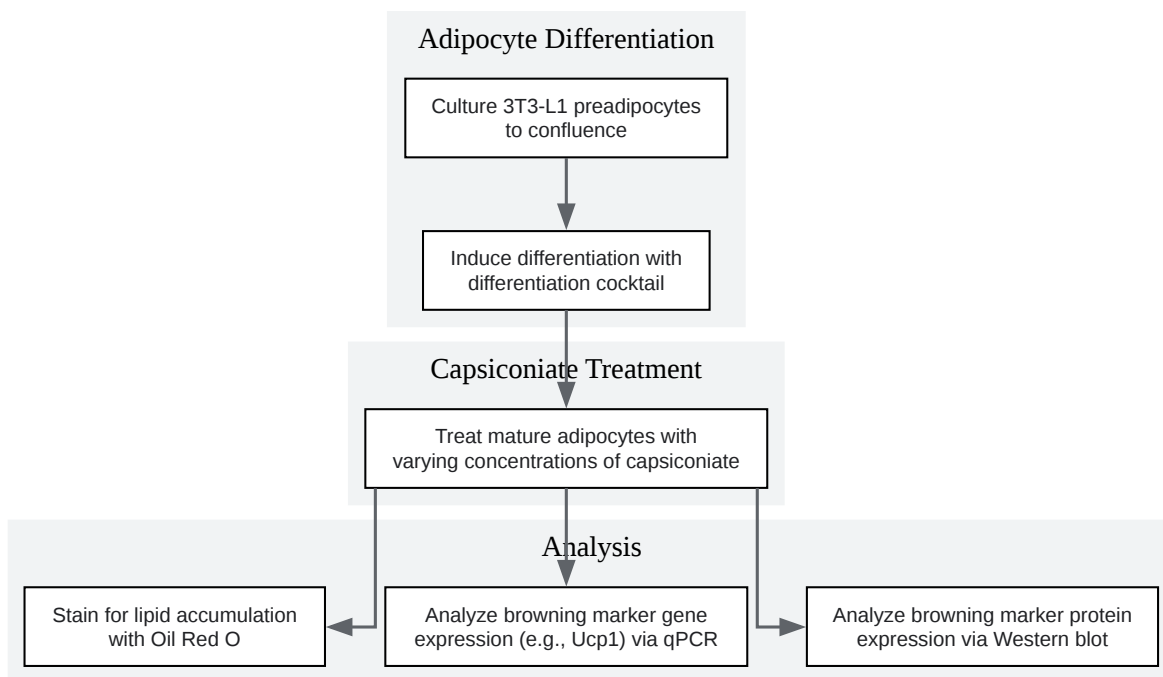 Adipocyte Differentiation
Culture 3T3-L1 preadipocytes
to confluence
Induce differentiation with
differentiation cocktail
Capsiconiate Treatment
Treat mature adipocytes with
varying concentrations of capsiconiate
Analysis
Stain for lipid accumulation
with Oil Red O
Analyze browning marker gene
expression (e.g., Ucp1) via qPCR
Analyze browning marker protein
expression via Western blot